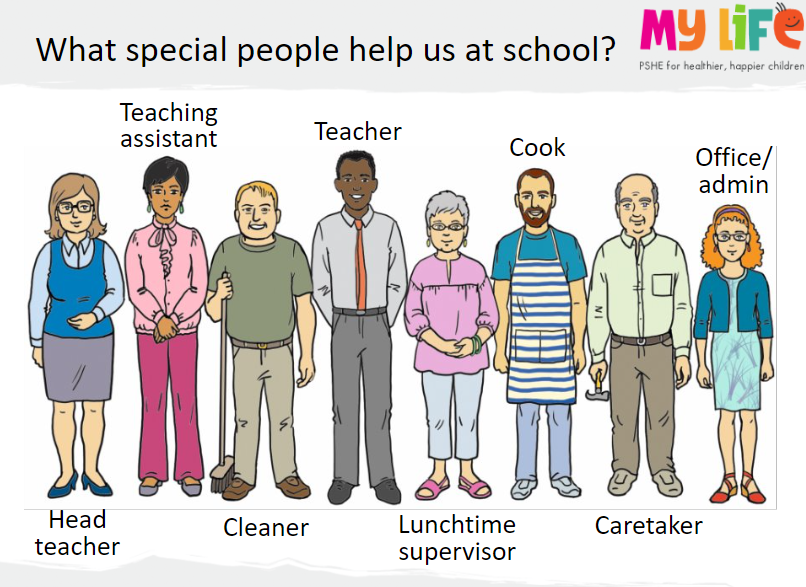 What special people help us at school?
MY LiFe
PSHE for healthier, happier children
Teaching
assistant
Teacher
Cook
Office/
admin
Head
teacher
Cleaner
Lunchtime
supervisor
Caretaker